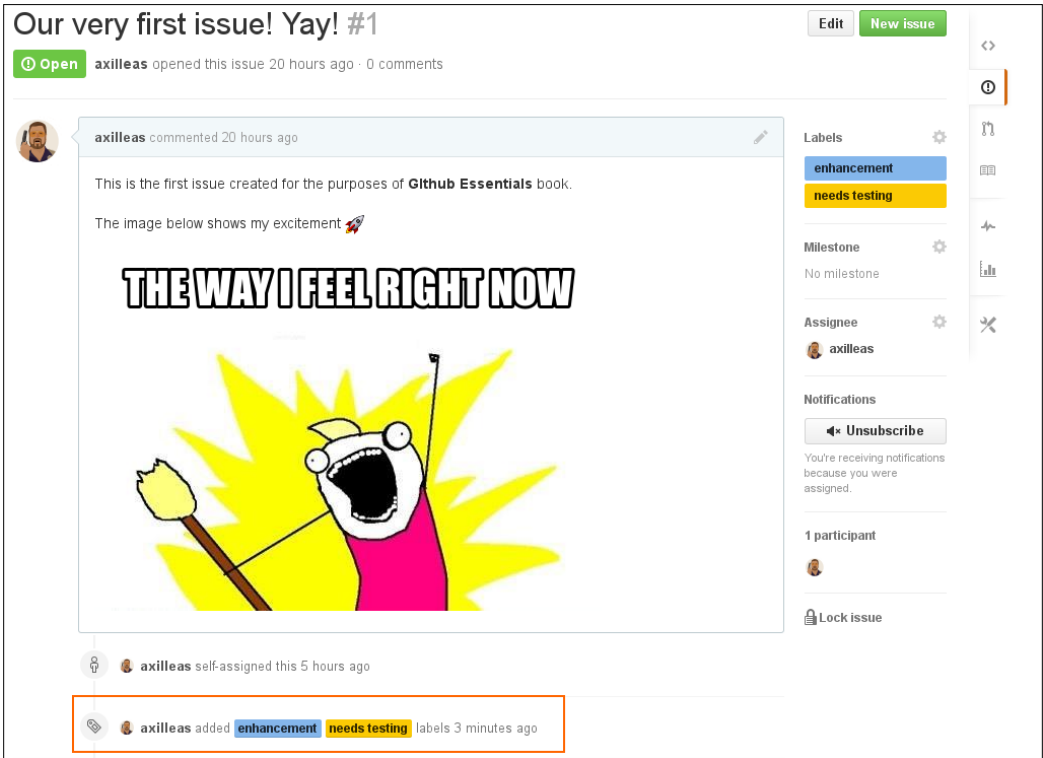 Our very first issue! Yay! #1
Edit
New issue
Open
axilleas opened this issue 20 hours ago · 0 comments
axilleas commented 20 hours ago
This is the first issue created for the purposes of GIthub Essentials book.
The image below shows my excitement
THE WAY I FEEL RIGHT NOW
Labels
enhancement
needs testing
Milestone
No milestone
Assignee
axilleas
Notifications
Unsubscribe
You're receiving notifications
because you were
assigned.
1 participant
Lock issue
axilleas self-assigned this 5 hours ago
axilleas added enhancement needs testing labels 3 minutes ago